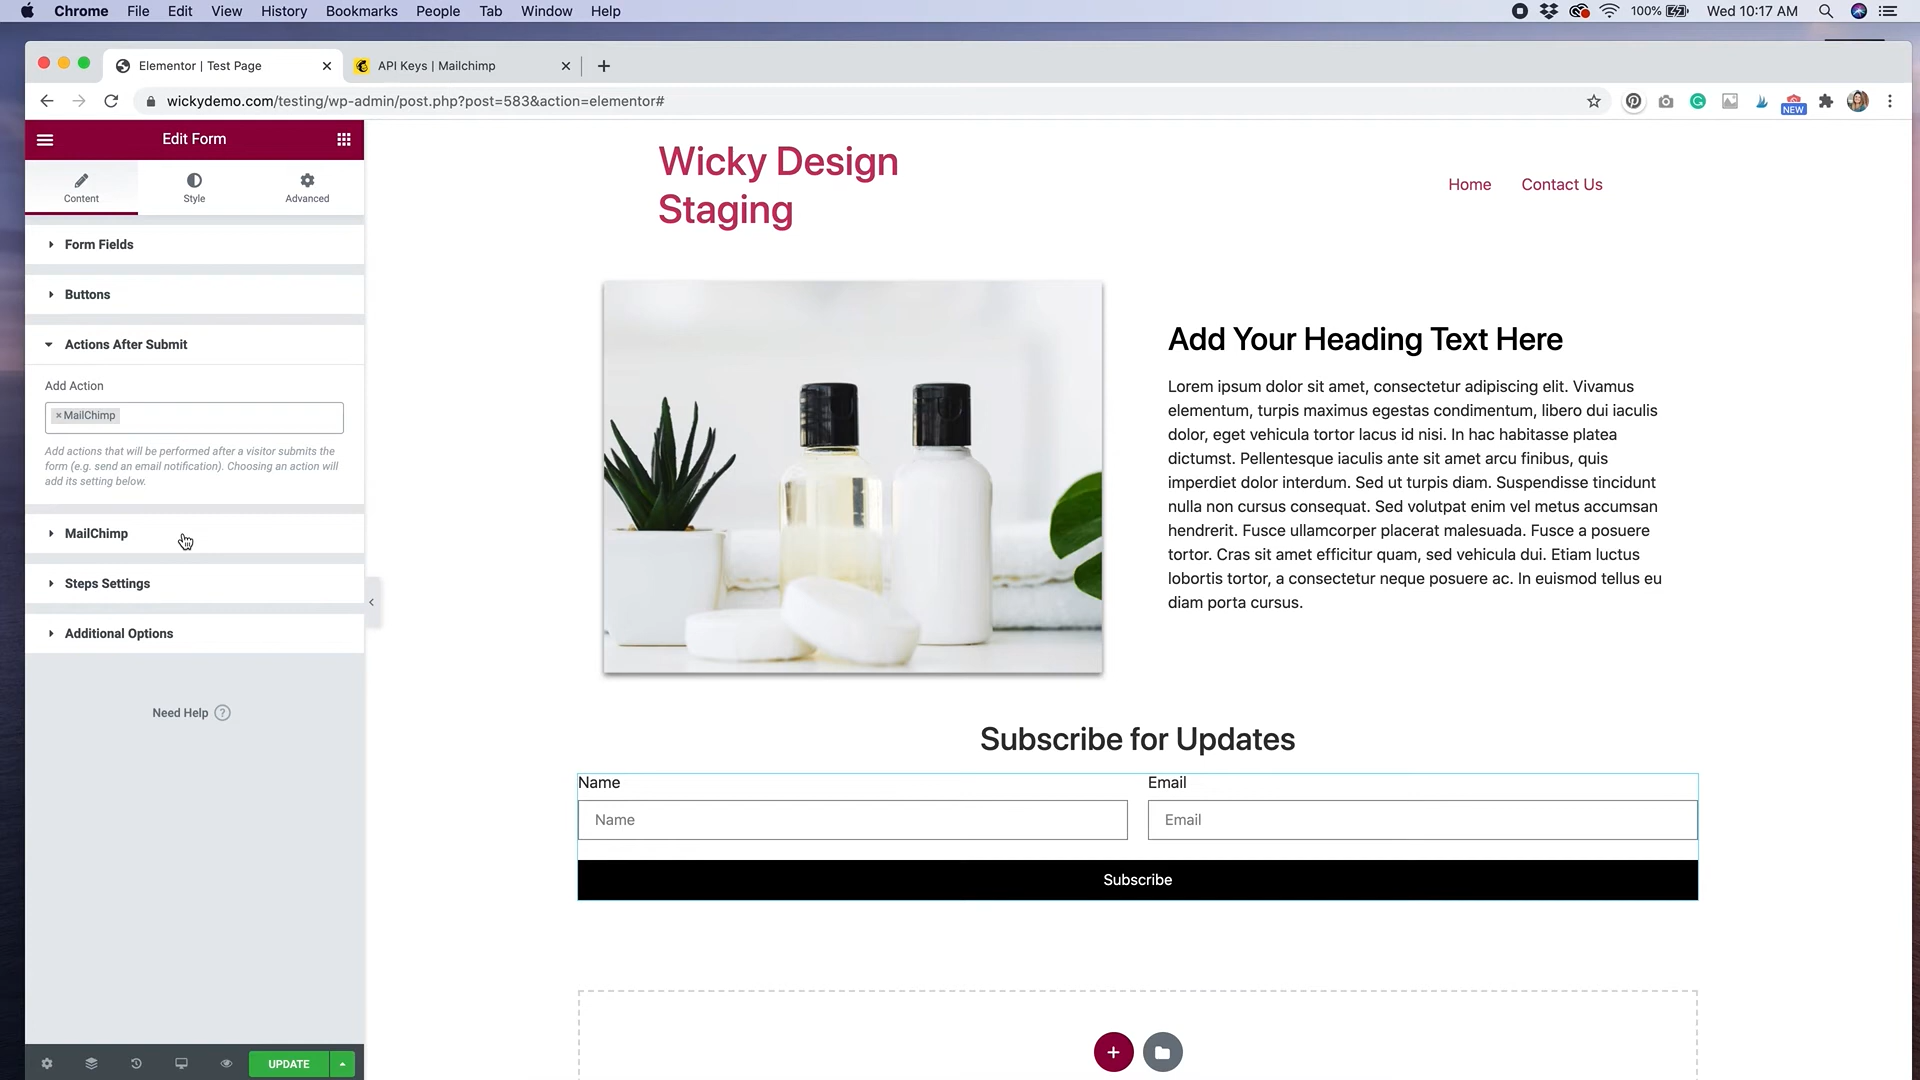 Chrome File Edit View History Bookmarks People Tab Window Help
100% Wed 10:17 AM
Elementor | Test Page
API Keys | Mailchimp
wickydemo.com/testing/wp-admin/post.php?post=583&action=elementor#
NEW
Edit Form
Content
Style
Advanced
Form Fields
Buttons
Actions After Submit
Add Action
× MailChimp
Add actions that will be performed after a visitor submits the
form (e.g. send an email notification). Choosing an action will
add its setting below.
MailChimp
Steps Settings
Additional Options
Need Help ?
UPDATE
Wicky Design
Staging
Home
Contact Us
Add Your Heading Text Here
Lorem ipsum dolor sit amet, consectetur adipiscing elit. Vivamus
elementum, turpis maximus egestas condimentum, libero dui iaculis
dolor, eget vehicula tortor lacus id nisi. In hac habitasse platea
dictumst. Pellentesque iaculis ante sit amet arcu finibus, quis
imperdiet dolor interdum. Sed ut turpis diam. Suspendisse tincidunt
nulla non cursus consequat. Sed volutpat enim vel metus accumsan
hendrerit. Fusce ullamcorper placerat malesuada. Fusce a posuere
tortor. Cras sit amet efficitur quam, sed vehicula dui. Etiam luctus
lobortis tortor, a consectetur neque posuere ac. In euismod tellus eu
diam porta cursus.
Subscribe for Updates
Name
Email
Name
Email
Subscribe